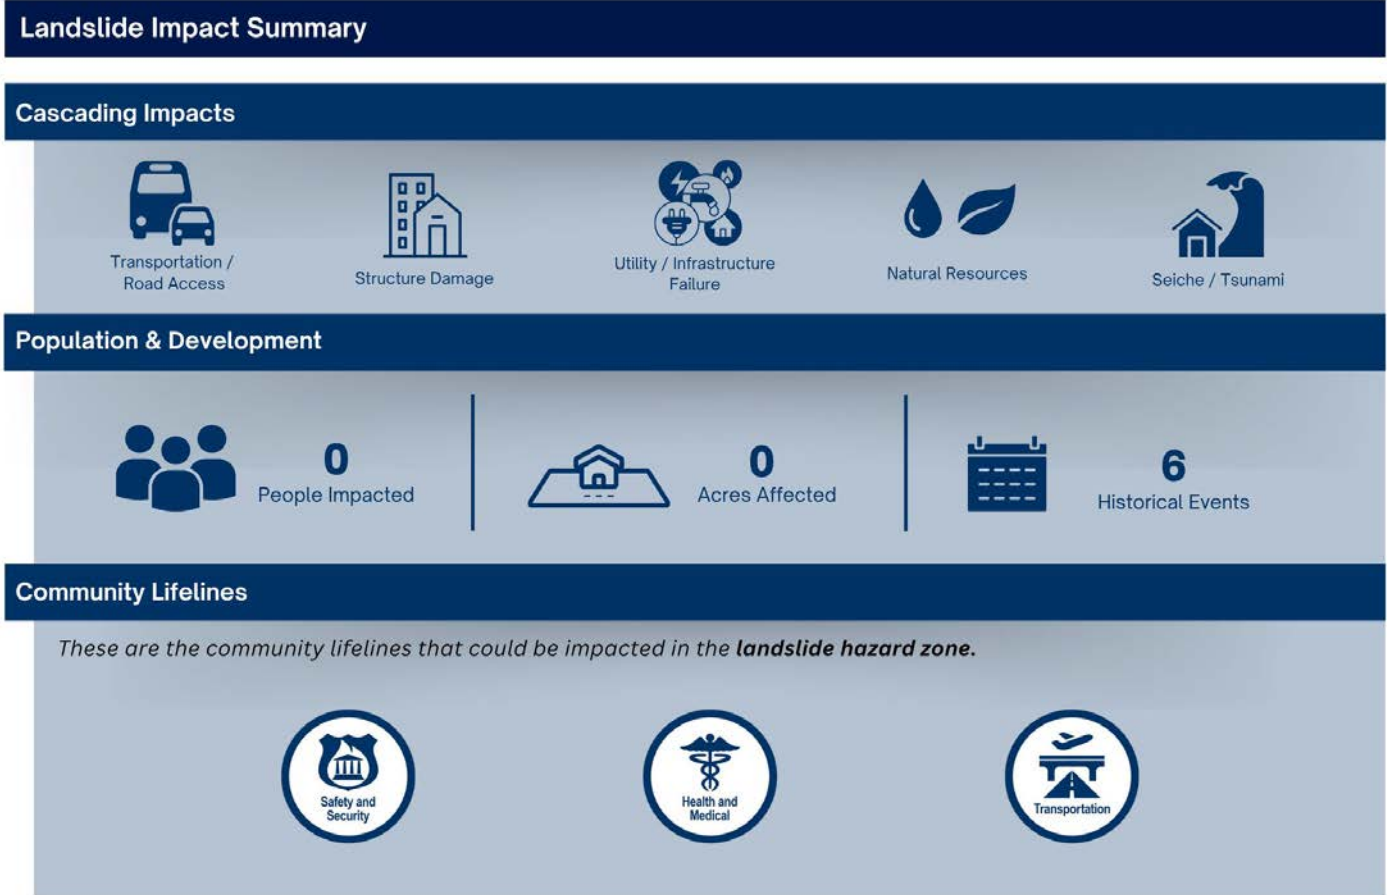 Landslide Impact Summary
Cascading Impacts
Transportation /
Road Access
Structure Damage
Utility / Infrastructure
Failure
Natural Resources
Seiche / Tsunami
Population & Development
0
People Impacted
0
Acres Affected
6
Historical Events
Community Lifelines
These are the community lifelines that could be impacted in the landslide hazard zone.
Safety and
Security
Health and
Medical
Transportation